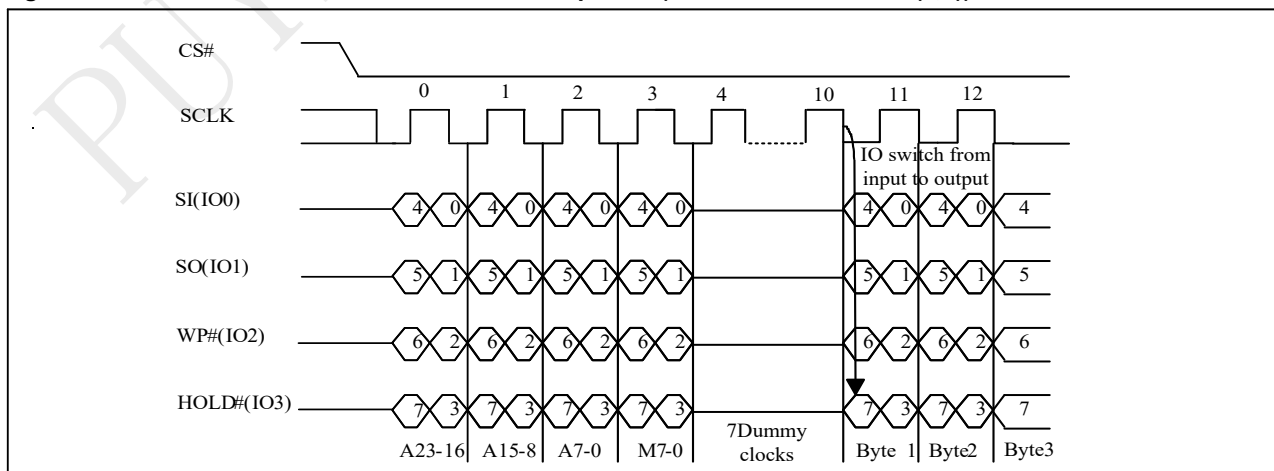 PUY
CS#
0 1 2 3 4 10 11 12
SCLK
IO switch from
input to output
SI(IO0) 4 0 4 0 4 0 4 0 4 0 4 0 4
SO(IO1) 5 1 5 1 5 1 5 1 5 1 5 1 5
WP#(IO2) 6 2 6 2 6 2 6 2 6 2 6 2 6
HOLD#(IO3) 7 3 7 3 7 3 7 3 7 3 7 3 7
7Dummy
clocks
A23-16 A15-8 A7-0 M7-0 Byte 1 Byte2 Byte3